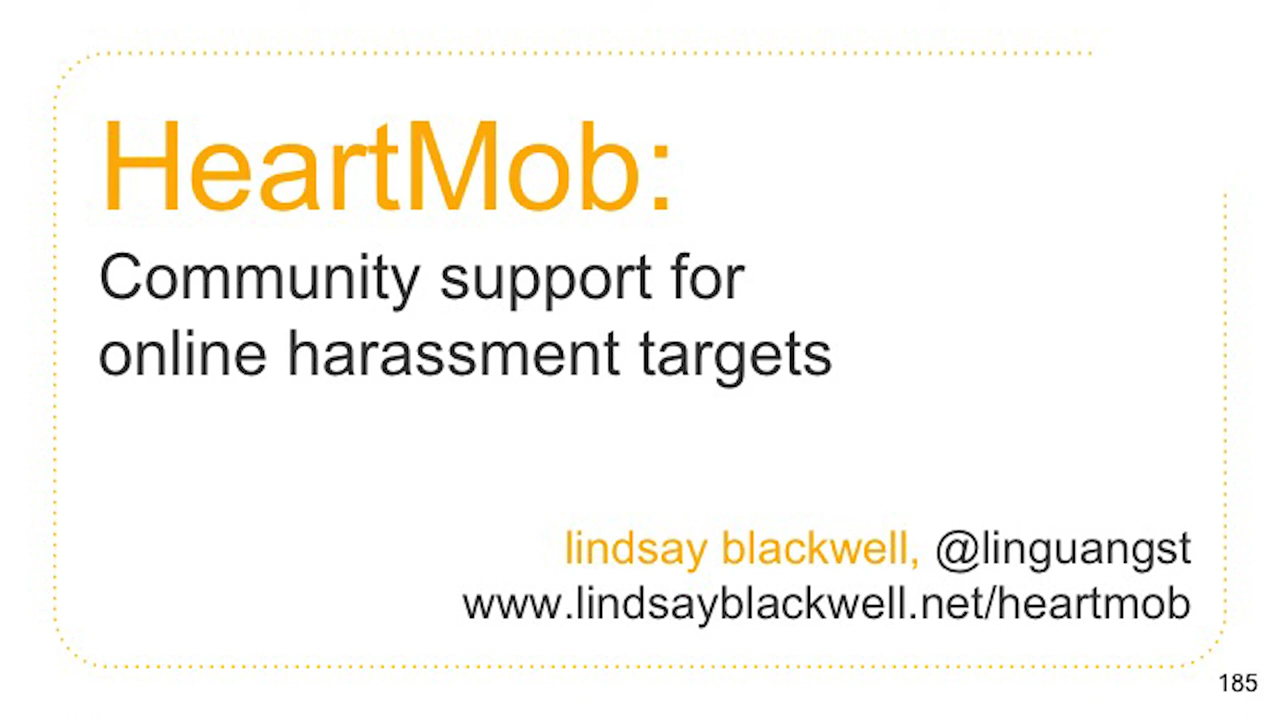 HeartMob:
Community support for
online harassment targets
lindsay blackwell, @linguangst
www.lindsayblackwell.net/heartmob
185